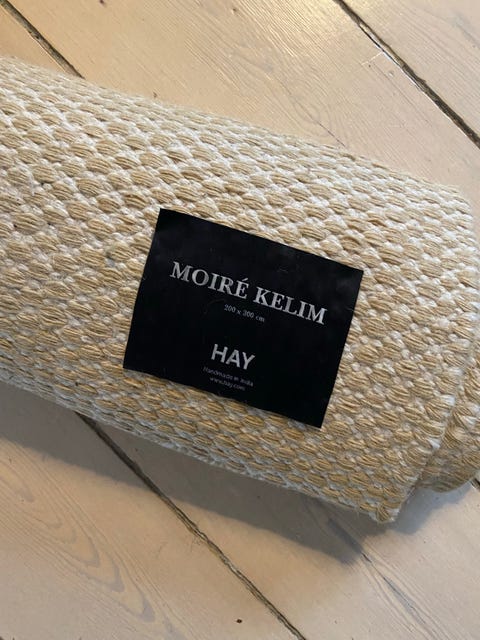 MOIRÉ KELIM
200 x 300 cm
HAY
Handmade in India
www.hay.com